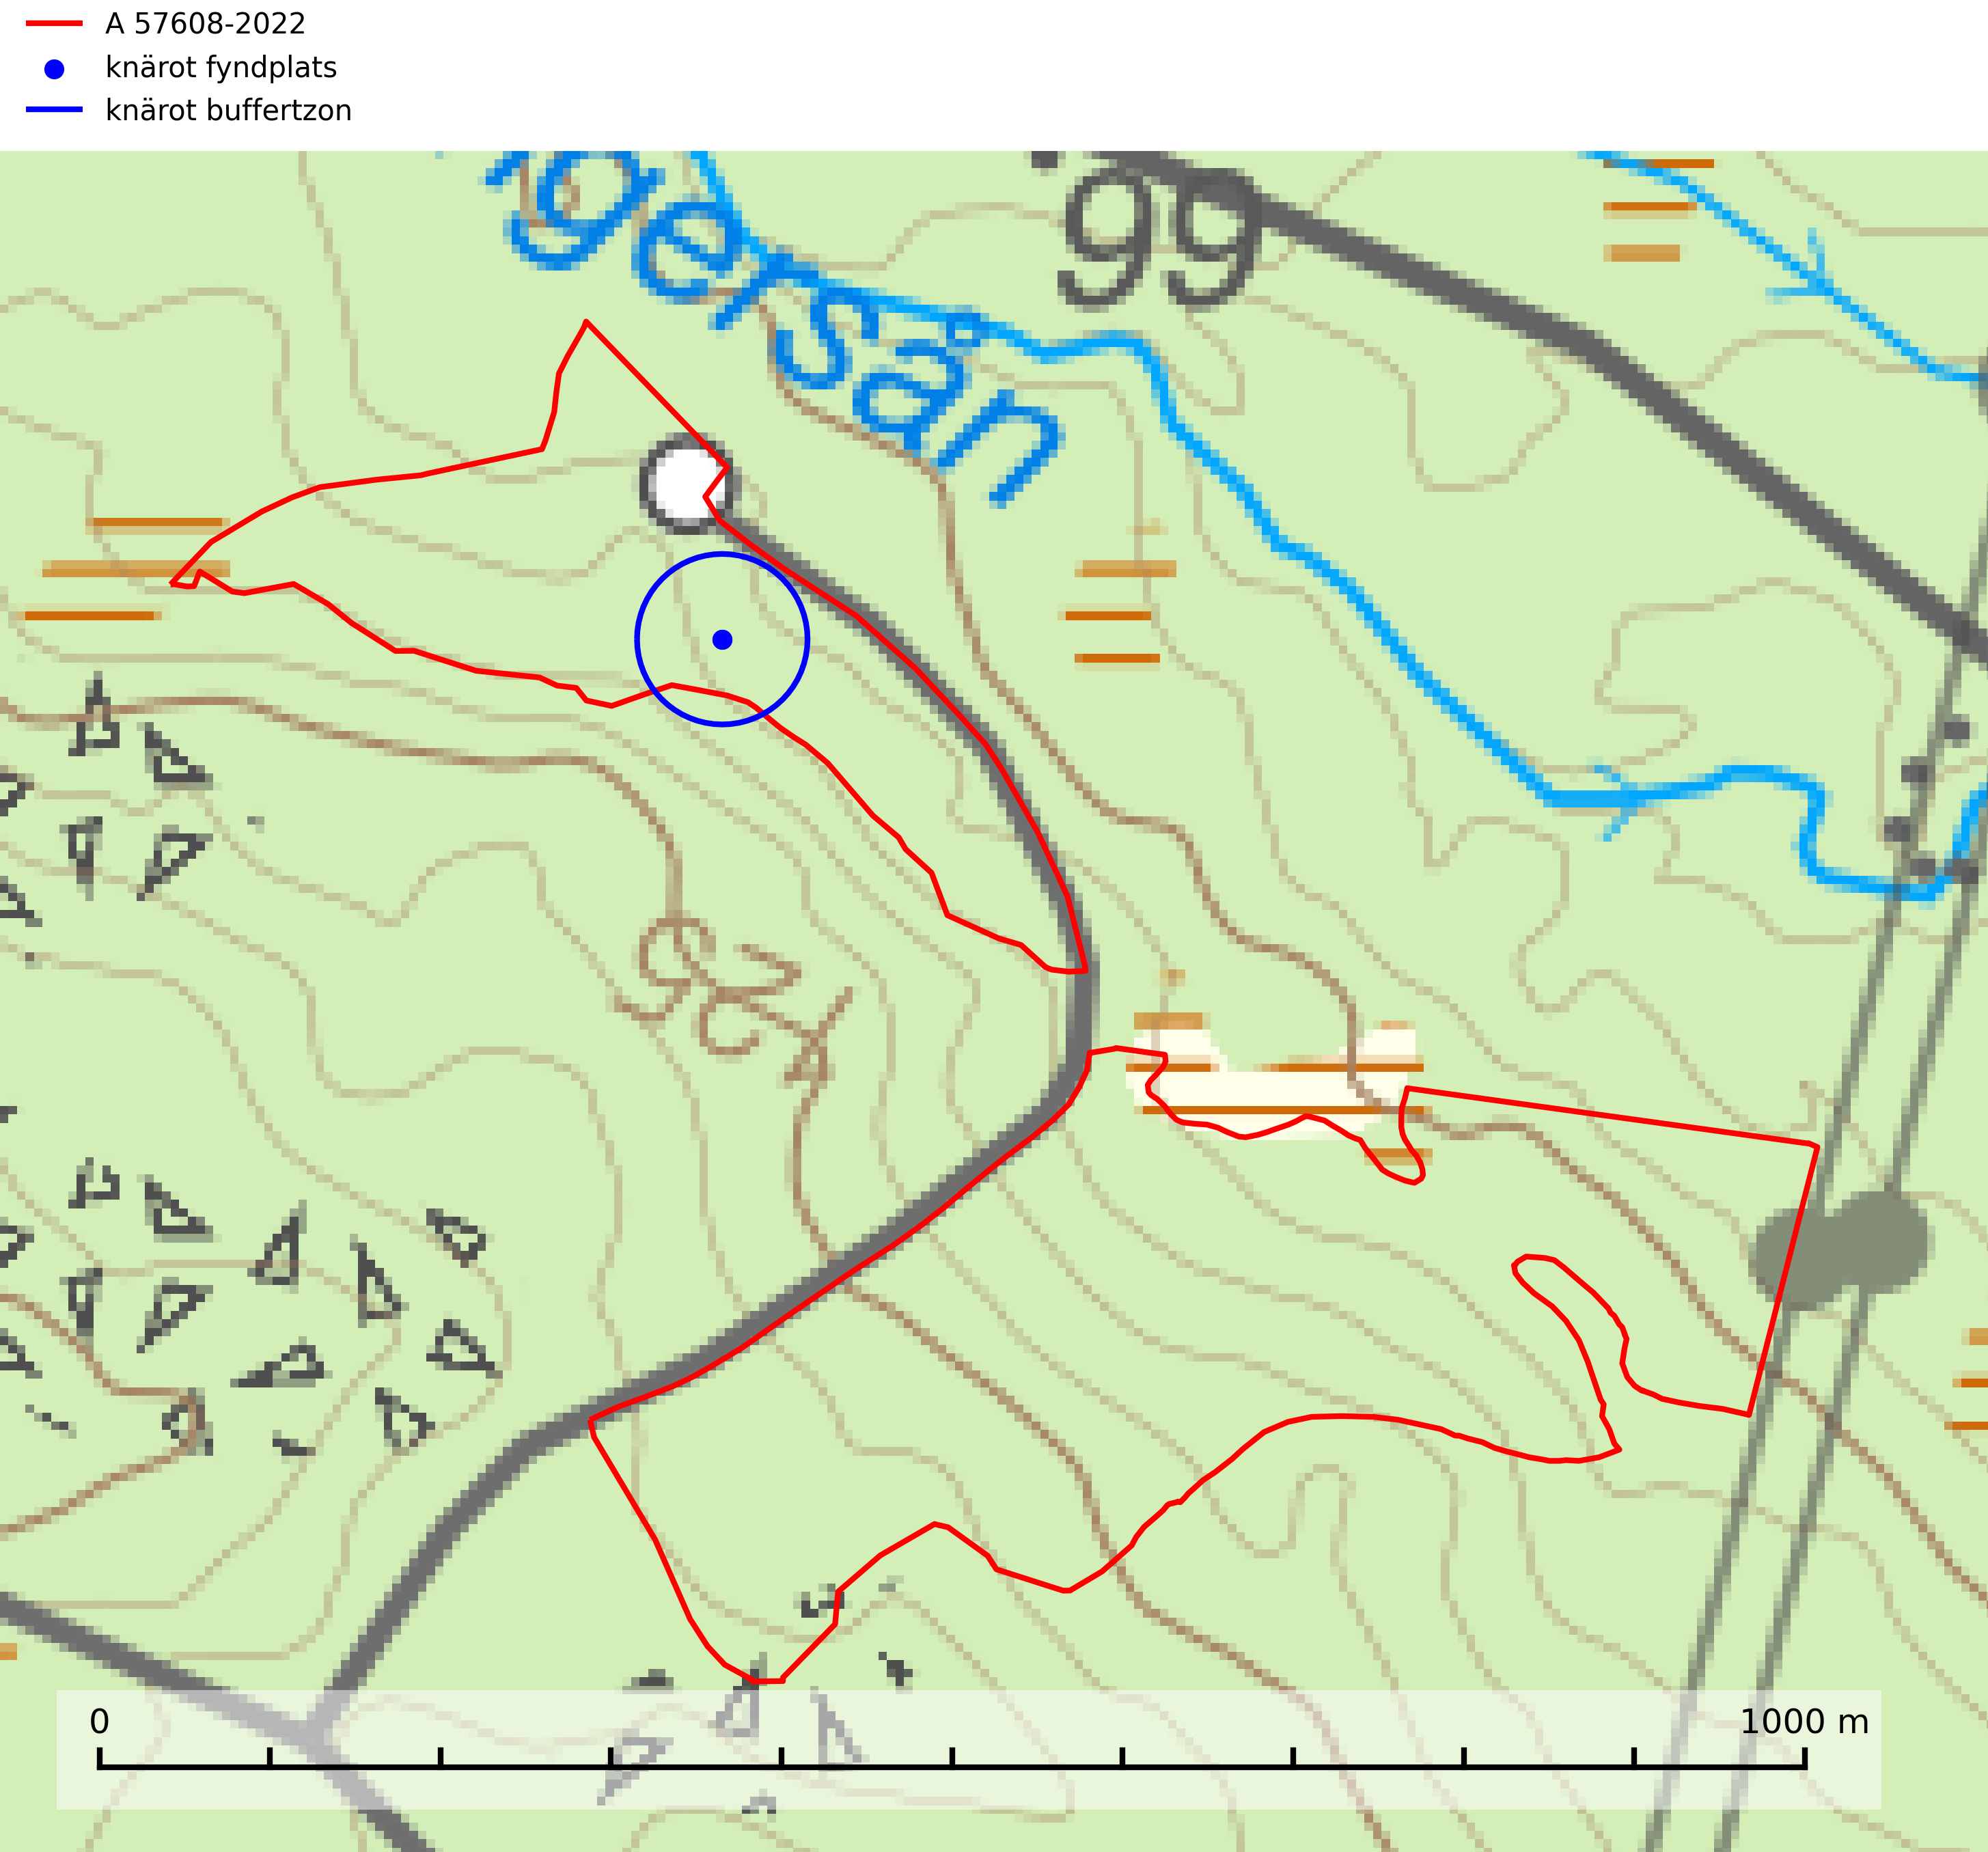 A 57608-2022
knärot fyndplats
knärot buffertzon
99
0
1000 m